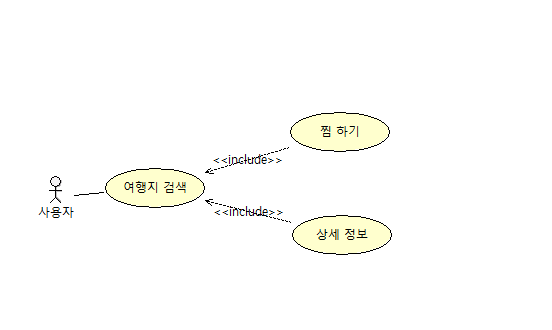 찜 하기
<<include>>
여행지 검색
사용자
<<include>>
상세 정보